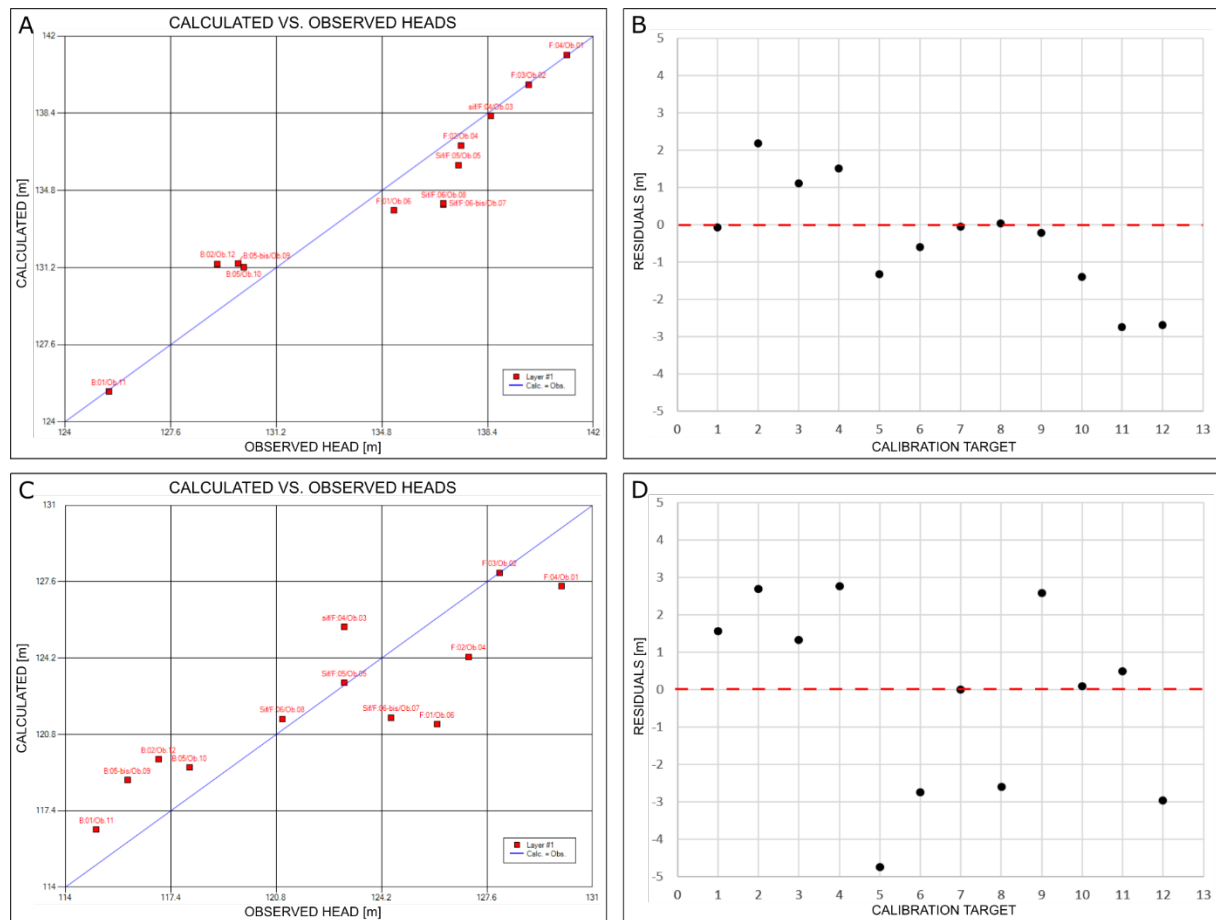 A
CALCULATED VS. OBSERVED HEADS
142
138.4
134.8
131.2
127.6
124
CALCULATED [m]
F:04/Ob.01
F:03/Ob.02
sif/F:04/Ob.03
F:02/Ob.04
Sif/F:05/Ob.05
Sif/F:06/Ob.08
F:01/Ob.06
Sif/F:06-bis/Ob.07
B:02/Ob.12
B:05-bis/Ob.09
B:05/Ob.10
B:01/Ob.11
Layer #1
Calc. = Obs.
124 127.6 131.2 134.8 138.4 142
OBSERVED HEAD [m]
B
5
4
3
2
1
0
-1
-2
-3
-4
-5
RESIDUALS [m]
0 1 2 3 4 5 6 7 8 9 10 11 12 13
CALIBRATION TARGET
C
CALCULATED VS. OBSERVED HEADS
131
127.6
124.2
120.8
117.4
114
CALCULATED [m]
F:03/Ob.02
F:04/Ob.01
sif/F:04/Ob.03
F:02/Ob.04
Sif/F:05/Ob.05
Sif/F:06/Ob.08
Sif/F:06-bis/Ob.07
F:01/Ob.06
B:02/Ob.12
B:05/Ob.10
B:05-bis/Ob.09
B:01/Ob.11
Layer #1
Calc. = Obs.
114 117.4 120.8 124.2 127.6 131
OBSERVED HEAD [m]
D
5
4
3
2
1
0
-1
-2
-3
-4
-5
RESIDUALS [m]
0 1 2 3 4 5 6 7 8 9 10 11 12 13
CALIBRATION TARGET